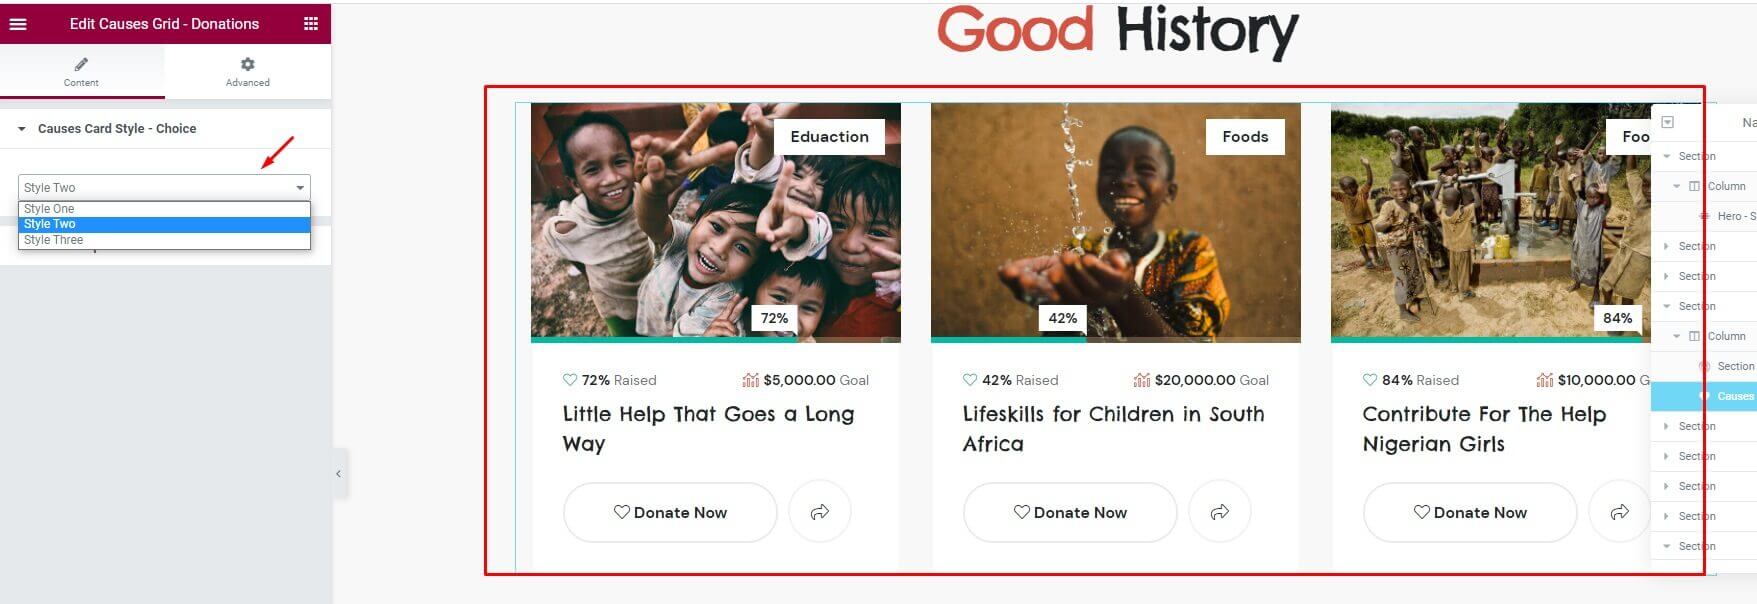 Edit Causes Grid - Donations
Content
Advanced
Causes Card Style - Choice
Style Two
Style One
Style Two
Style Three
Good History
Eduaction
72%
72% Raised
$5,000.00 Goal
Little Help That Goes a Long
Way
Donate Now
Foods
42%
42% Raised
$20,000.00 Goal
Lifeskills for Children in South
Africa
Donate Now
Foo
84%
84% Raised
$10,000.00 G
Contribute For The Help
Nigerian Girls
Donate Now
Na
Section
Column
Hero - S
Section
Section
Section
Column
Section
Causes
Section
Section
Section
Section
Section